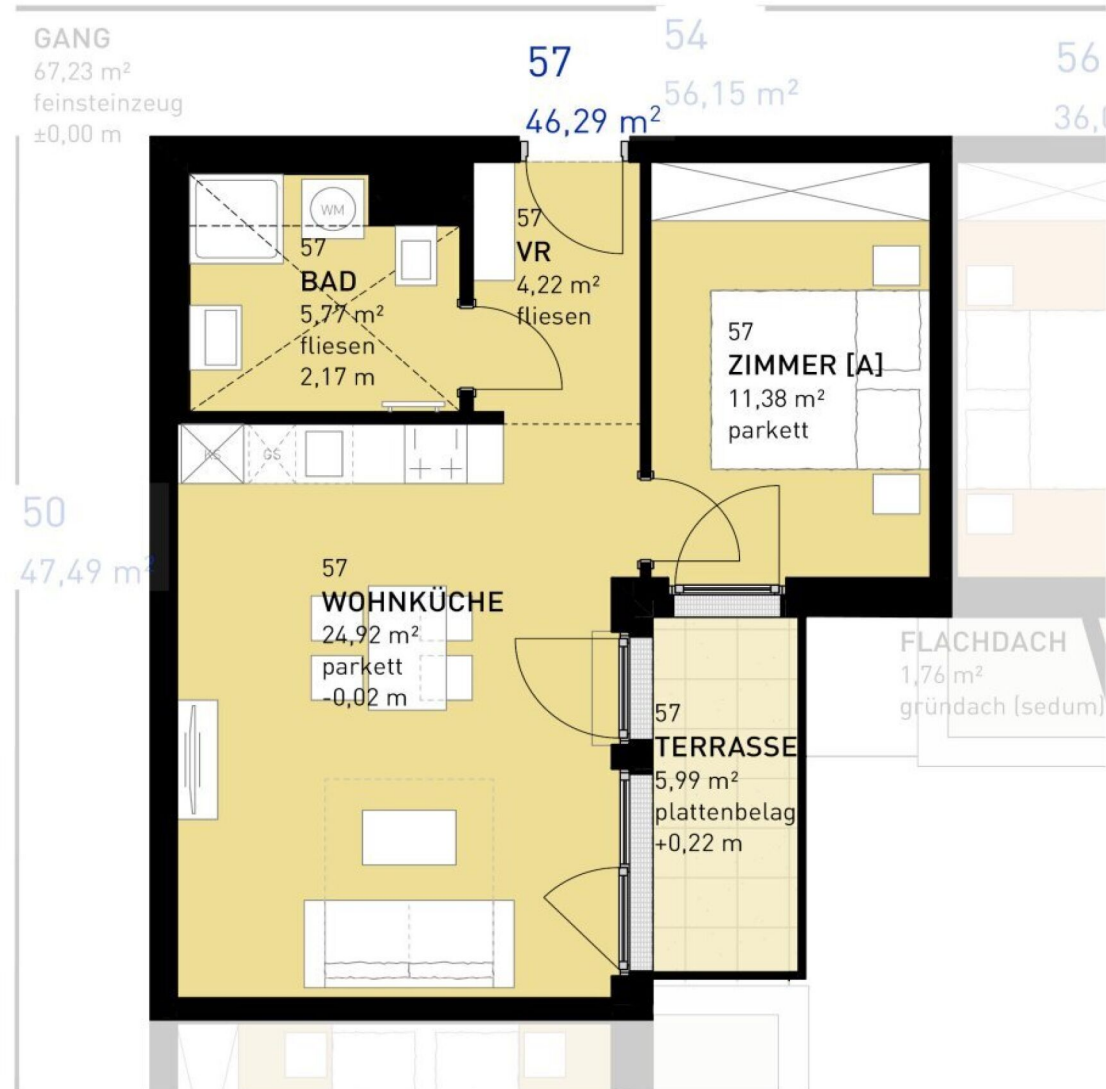 GANG
67,23 m²
feinsteinzeug
±0,00 m
57
46,29 m²
54
56,15 m²
56
WM
57
BAD
5,77 m²
fliesen
2,17 m
57
VR
4,22 m²
fliesen
57
ZIMMER [A]
11,38 m²
parkett
KS
GS
50
47,49 m²
57
WOHNKÜCHE
24,92 m²
parkett
-0,02 m
57
TERRASSE
5,99 m²
plattenbelag
+0,22 m
FLACHDACH
1,76 m²
gründach (sedum)